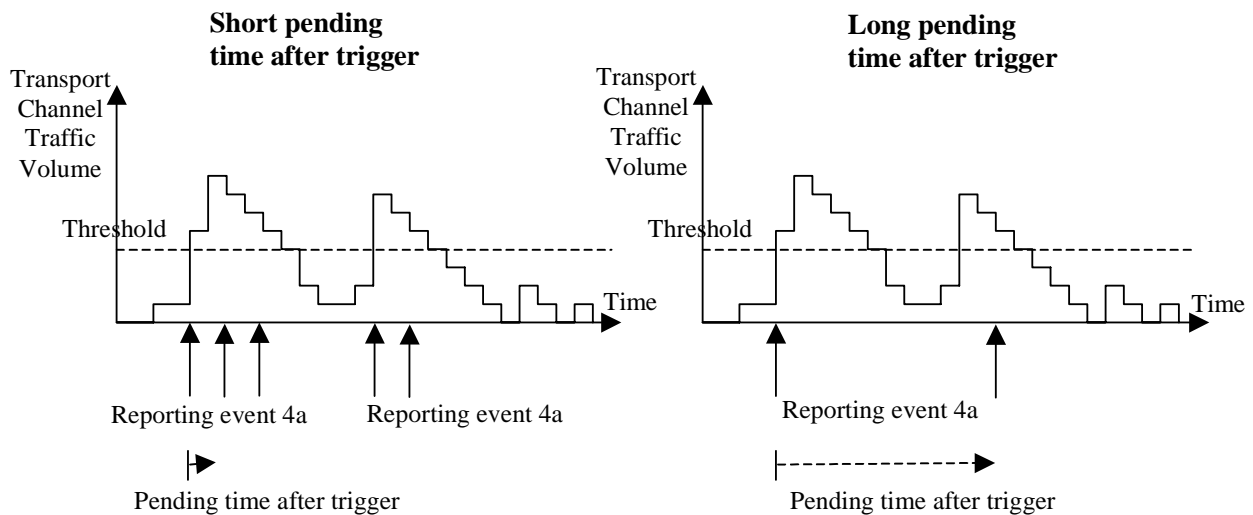 Short pending
time after trigger
Transport
Channel
Traffic
Volume
Threshold
Time
Reporting event 4a
Reporting event 4a
Pending time after trigger
Long pending
time after trigger
Transport
Channel
Traffic
Volume
Threshold
Time
Reporting event 4a
Pending time after trigger